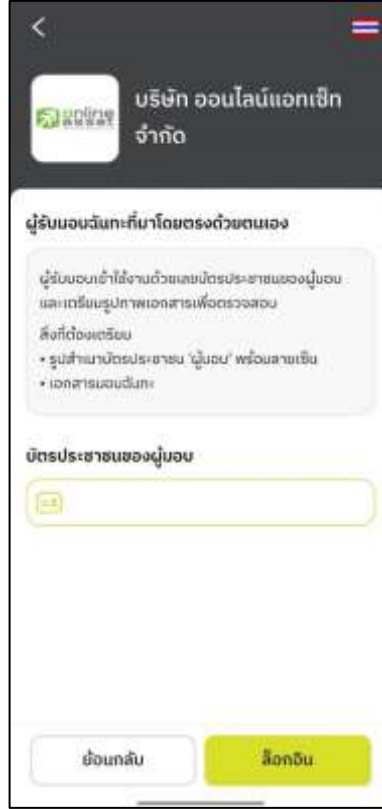 online
asset
บริษัท ออนไลน์แอทเซ็ท
จำกัด
ผู้รับมอบฉันทะที่มาโดยตรงด้วยตนเอง
ผู้รับมอบเข้าใช้งานด้วยเลขบัตรประชาชนของผู้มอบ
และเตรียมรูปภาพเอกสารเพื่อตรวจสอบ
สิ่งที่ต้องเตรียม
• รูปสำเนาบัตรประชาชน 'ผู้มอบ' พร้อมลายเซ็น
• เอกสารมอบฉันทะ
บัตรประชาชนของผู้มอบ
ย้อนกลับ
ล็อกอิน